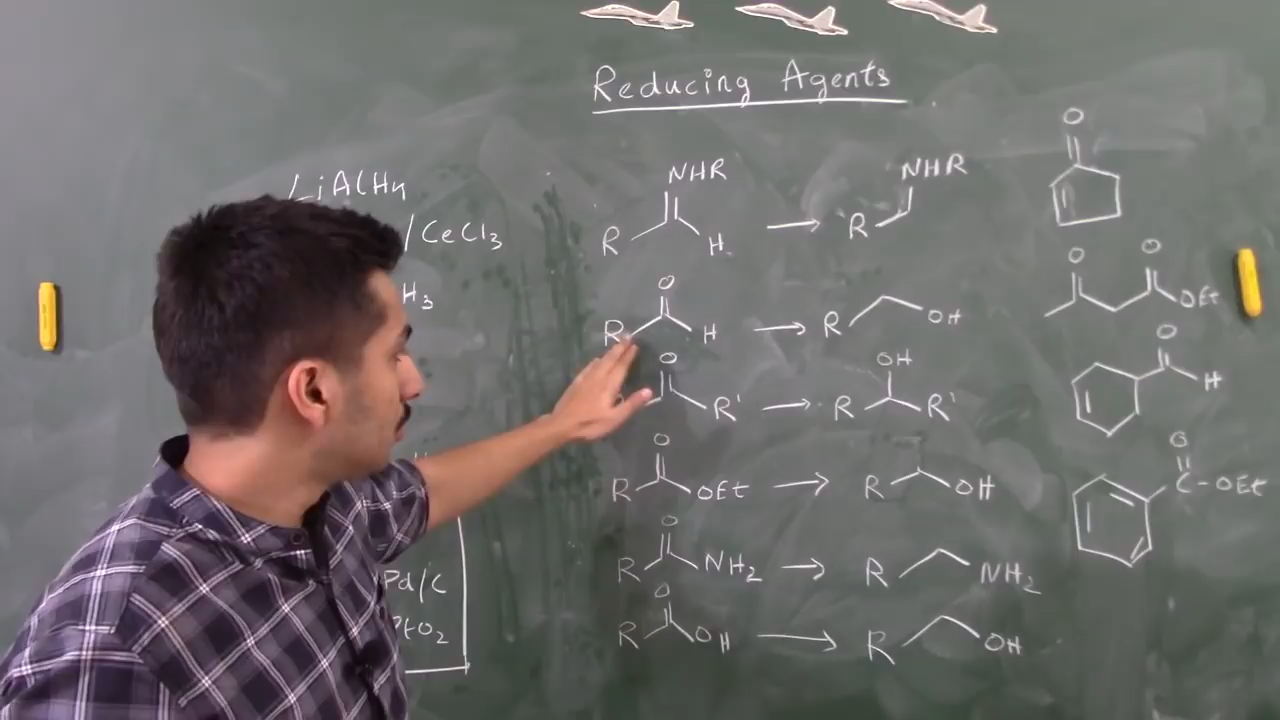 Reducing Agents
LiAlH4
/CeCl3
H3
Pd/C
PtO2
NHR
R H
NHR
R
O
R H
R OH
O
R'
OH
R R'
O
R OEt
R OH
O
R NH2
R NH2
O
R OH
R OH
O
O O
OEt
O
H
O
C-OEt